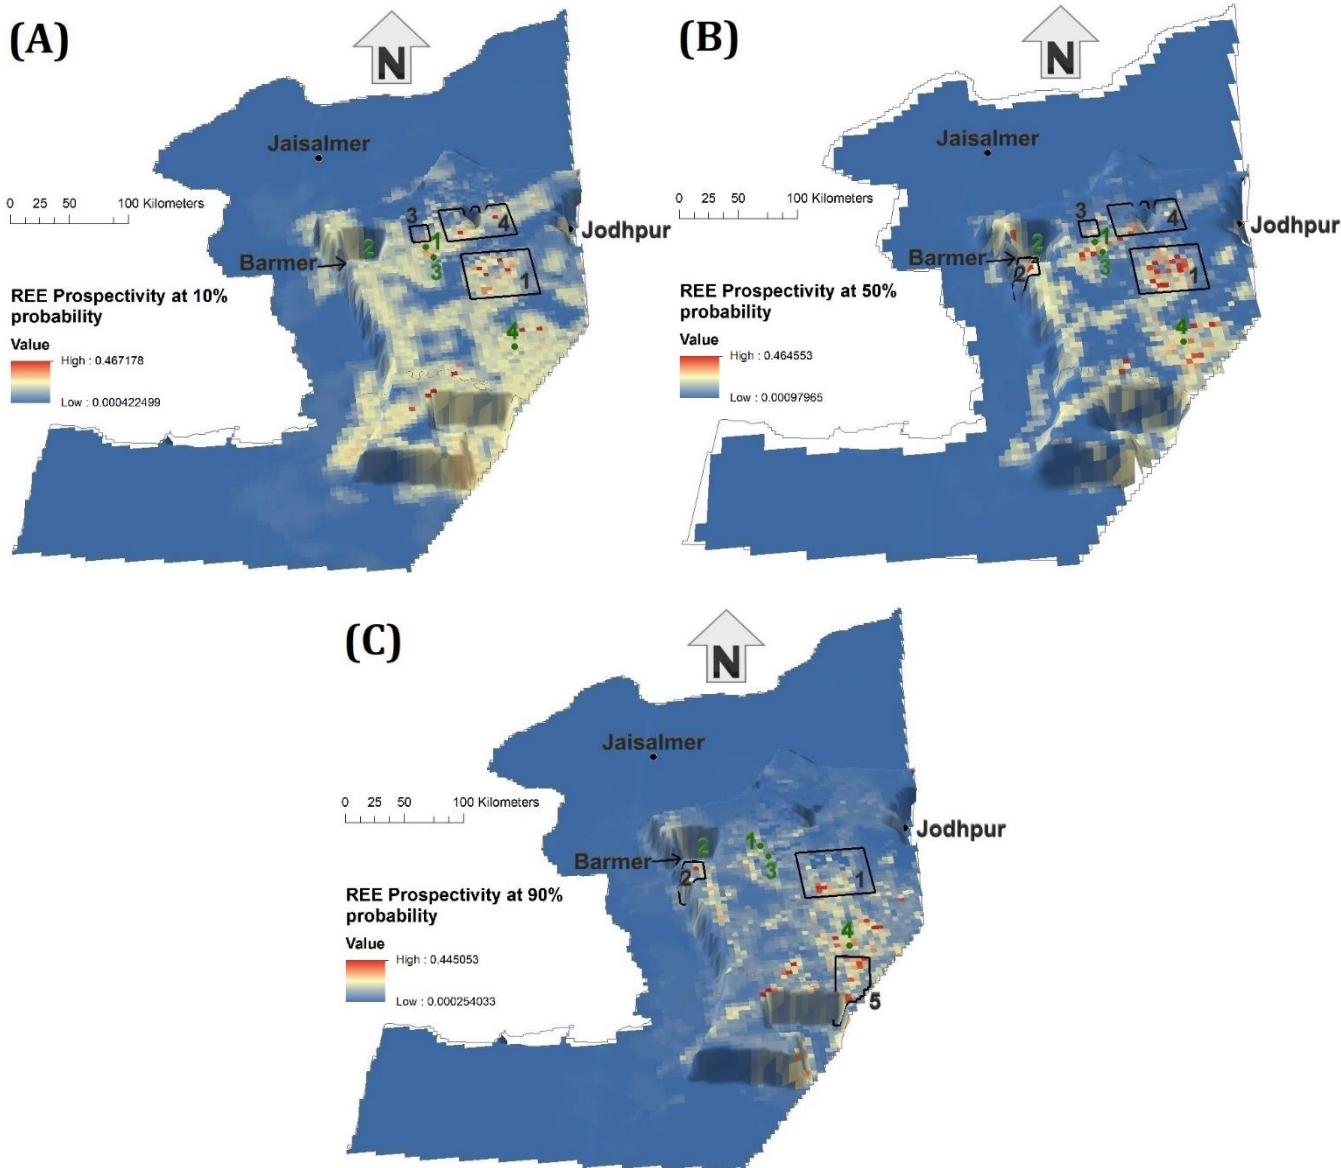 (A)
N
Jaisalmer
0 25 50 100 Kilometers
3
4
1
2
Jodhpur
3
Barmer
1
REE Prospectivity at 10%
probability
4
Value
High : 0.467178
Low : 0.000422499
(B)
N
Jaisalmer
0 25 50 100 Kilometers
3
4
1
2
Jodhpur
3
Barmer
2
1
REE Prospectivity at 50%
probability
4
Value
High : 0.464553
Low : 0.00097965
(C)
N
Jaisalmer
0 25 50 100 Kilometers
Jodhpur
1
2
3
Barmer
2
1
REE Prospectivity at 90%
probability
4
Value
High : 0.445053
Low : 0.000254033
5